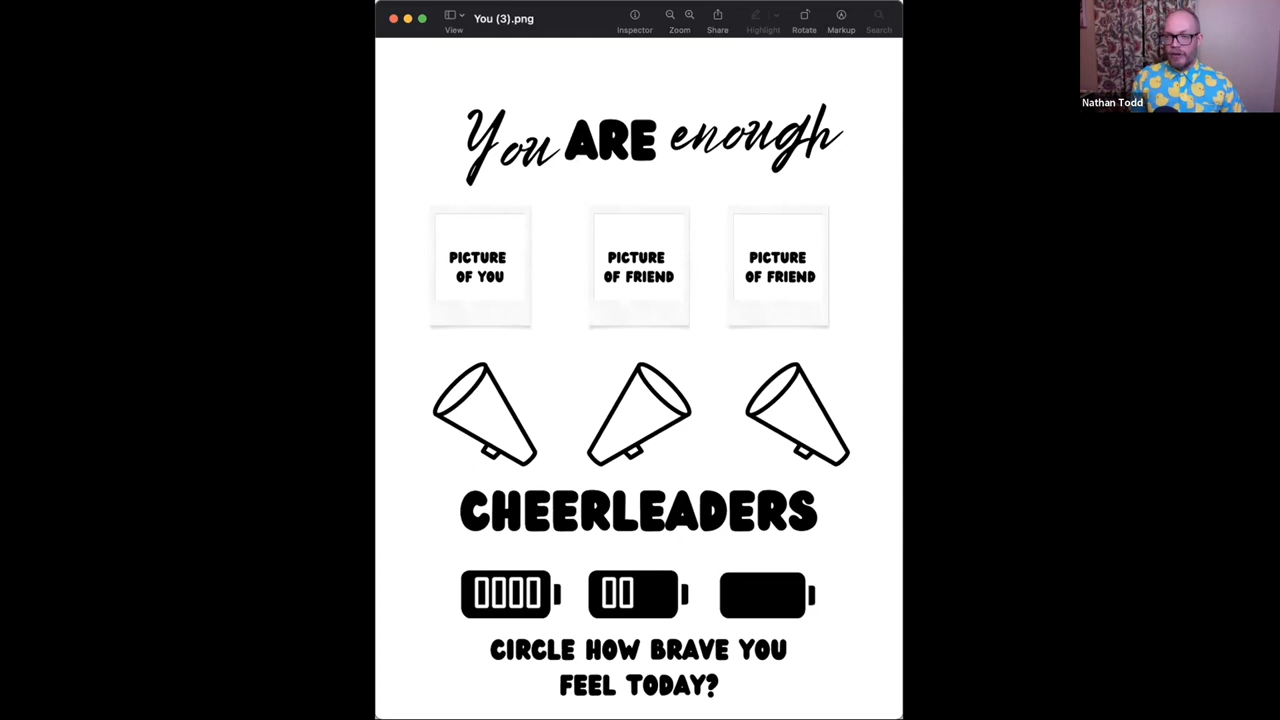 You (3).png
View
Inspector
Zoom
Share
Highlight
Rotate
Markup
Search
Nathan Todd
You ARE enough
PICTURE OF YOU
PICTURE OF FRIEND
PICTURE OF FRIEND
CHEERLEADERS
CIRCLE HOW BRAVE YOU
FEEL TODAY?